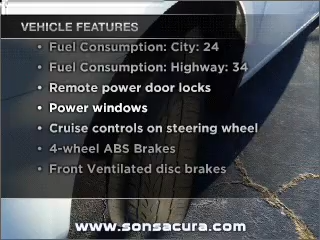 VEHICLE FEATURES
• Fuel Consumption: City: 24
• Fuel Consumption: Highway: 34
• Remote power door locks
• Power windows
• Cruise controls on steering wheel
• 4-wheel ABS Brakes
• Front Ventilated disc brakes
www.sonsacura.com